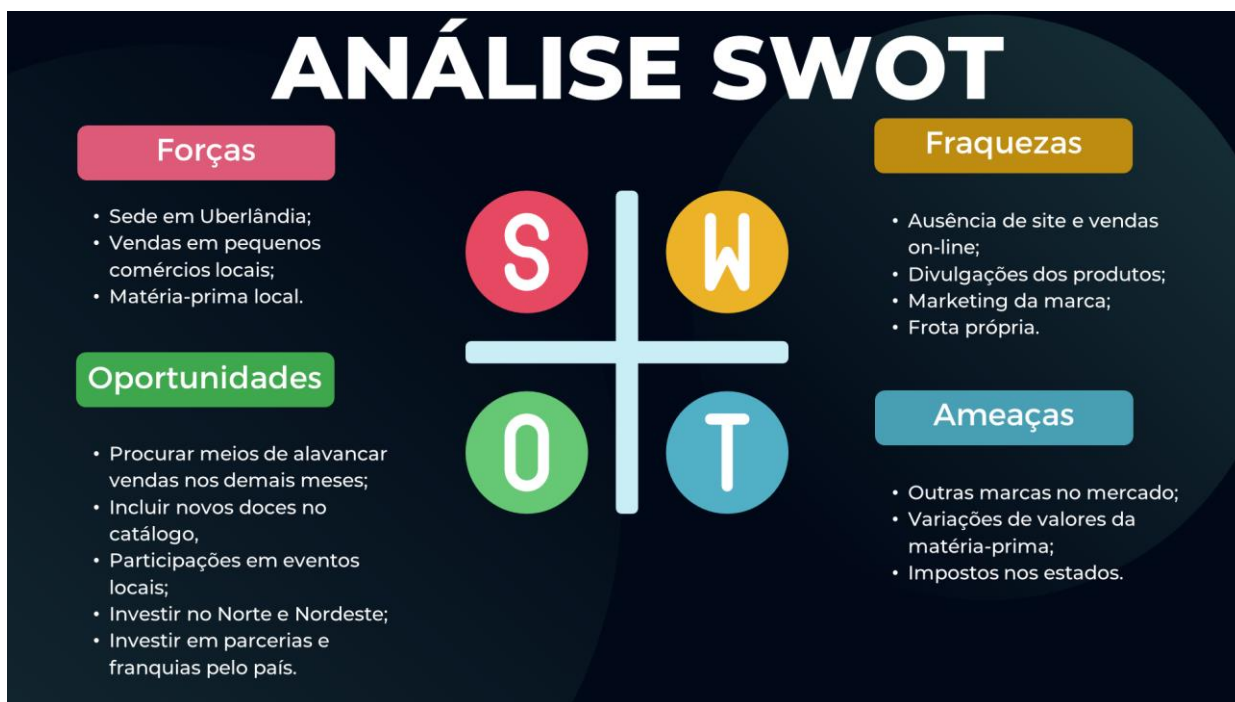 ANÁLISE SWOT
Forças
• Sede em Uberlândia;
• Vendas em pequenos
comércios locais;
• Matéria-prima local.
Fraquezas
• Ausência de site e vendas
on-line;
• Divulgações dos produtos;
• Marketing da marca;
• Frota própria.
S
W
O
T
Oportunidades
• Procurar meios de alavancar
vendas nos demais meses;
• Incluir novos doces no
catálogo,
• Participações em eventos
locais;
• Investir no Norte e Nordeste;
• Investir em parcerias e
franquias pelo país.
Ameaças
• Outras marcas no mercado;
• Variações de valores da
matéria-prima;
• Impostos nos estados.